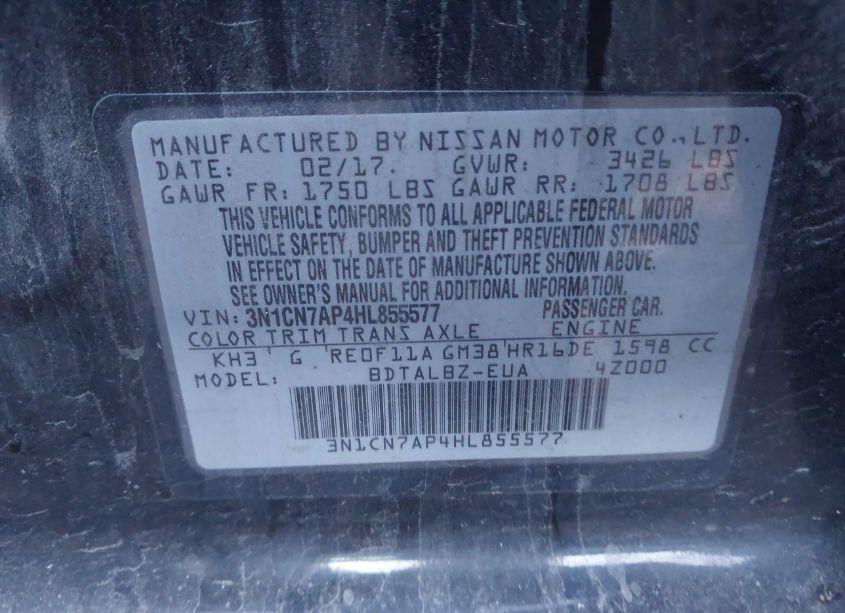 MANUFACTURED BY NISSAN MOTOR CO.,LTD.
DATE: 02/17. GVWR: 3426 LBS
GAWR FR: 1750 LBS GAWR RR: 1708 LBS
THIS VEHICLE CONFORMS TO ALL APPLICABLE FEDERAL MOTOR
VEHICLE SAFETY, BUMPER AND THEFT PREVENTION STANDARDS
IN EFFECT ON THE DATE OF MANUFACTURE SHOWN ABOVE.
SEE OWNER'S MANUAL FOR ADDITIONAL INFORMATION.
VIN: 3N1CN7AP4HL855577 PASSENGER CAR.
COLOR TRIM TRANS AXLE ENGINE
KH3 G RE0F11A GM38 HR16DE 1598 CC
MODEL: BDTALBZ-EUA 4Z000
3N1CN7AP4HL855577